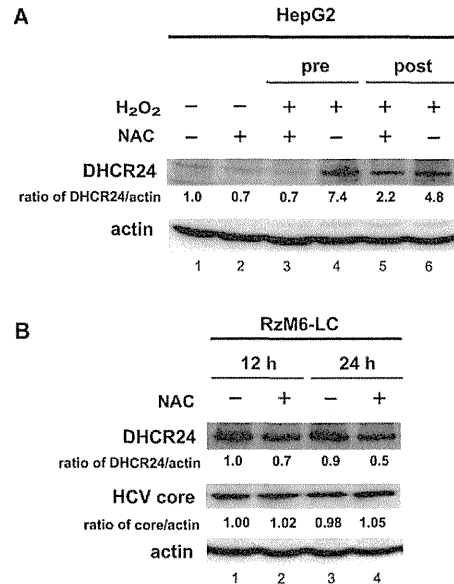 A
HepG2
pre post
H₂O₂ − − + + + +
NAC − + + − + −
DHCR24
ratio of DHCR24/actin 1.0 0.7 0.7 7.4 2.2 4.8
actin
1 2 3 4 5 6
B
RzM6-LC
12 h 24 h
NAC − + − +
DHCR24
ratio of DHCR24/actin 1.0 0.7 0.9 0.5
HCV core
ratio of core/actin 1.00 1.02 0.98 1.05
actin
1 2 3 4